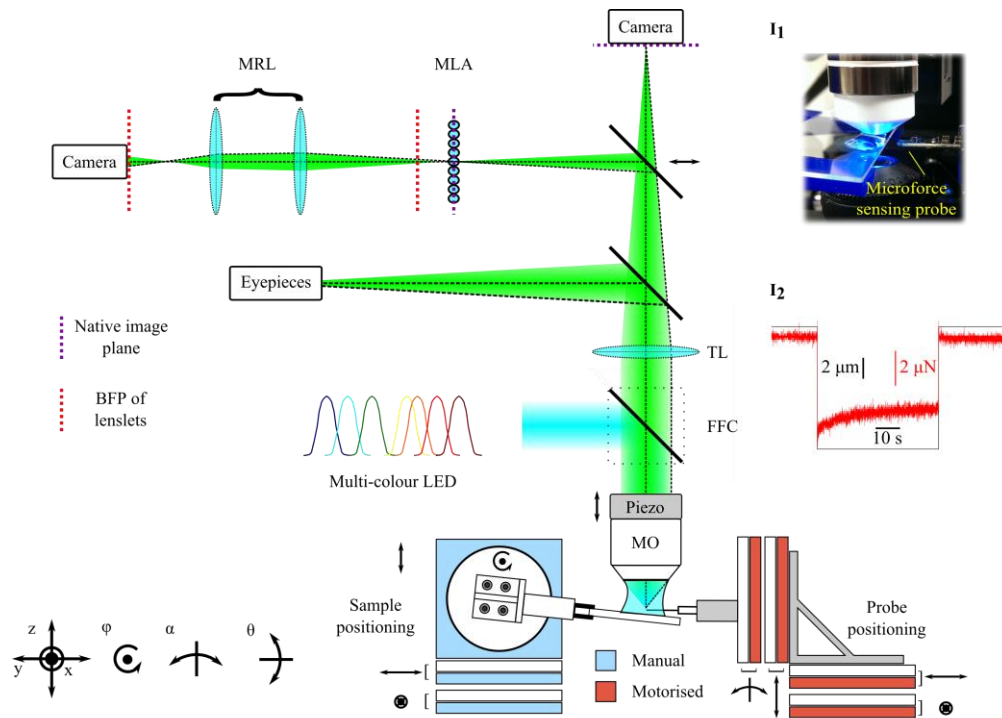 Camera
I1
MRL
MLA
Camera
Microforce
sensing probe
Eyepieces
I2
Native image
plane
TL
2 μm
2 μN
BFP of
lenslets
FFC
10 s
Multi-colour LED
Piezo
MO
Sample
positioning
Probe
positioning
z
φ
α
θ
y
x
Manual
Motorised